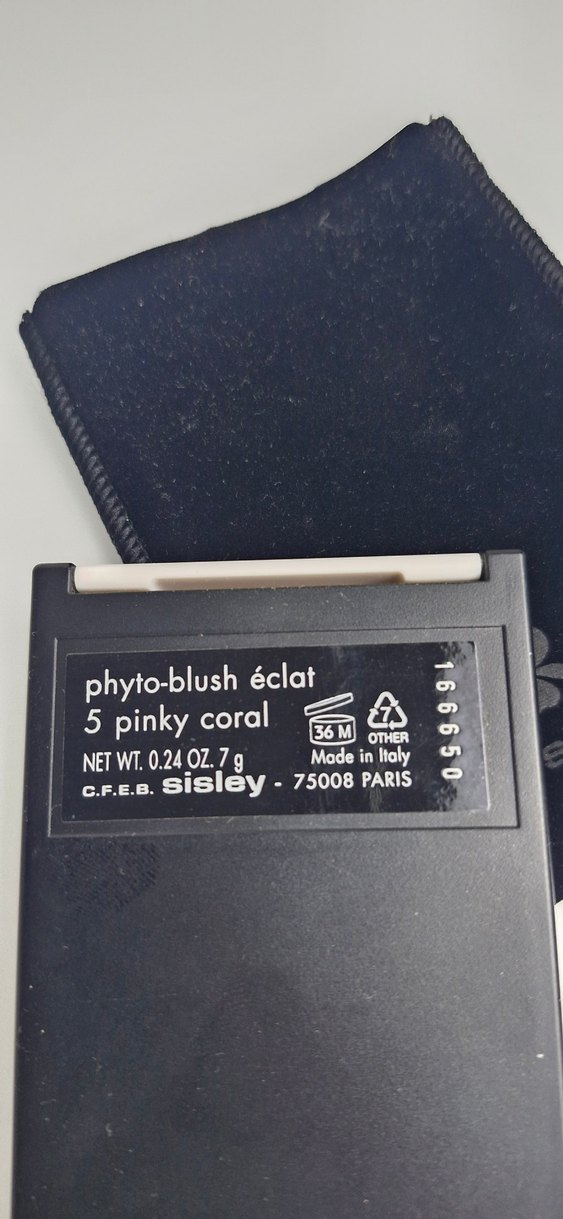 phyto-blush éclat
5 pinky coral
36 M
7
OTHER
NET WT. 0.24 OZ. 7 g
Made in Italy
C.F.E.B. sisley - 75008 PARIS
166650